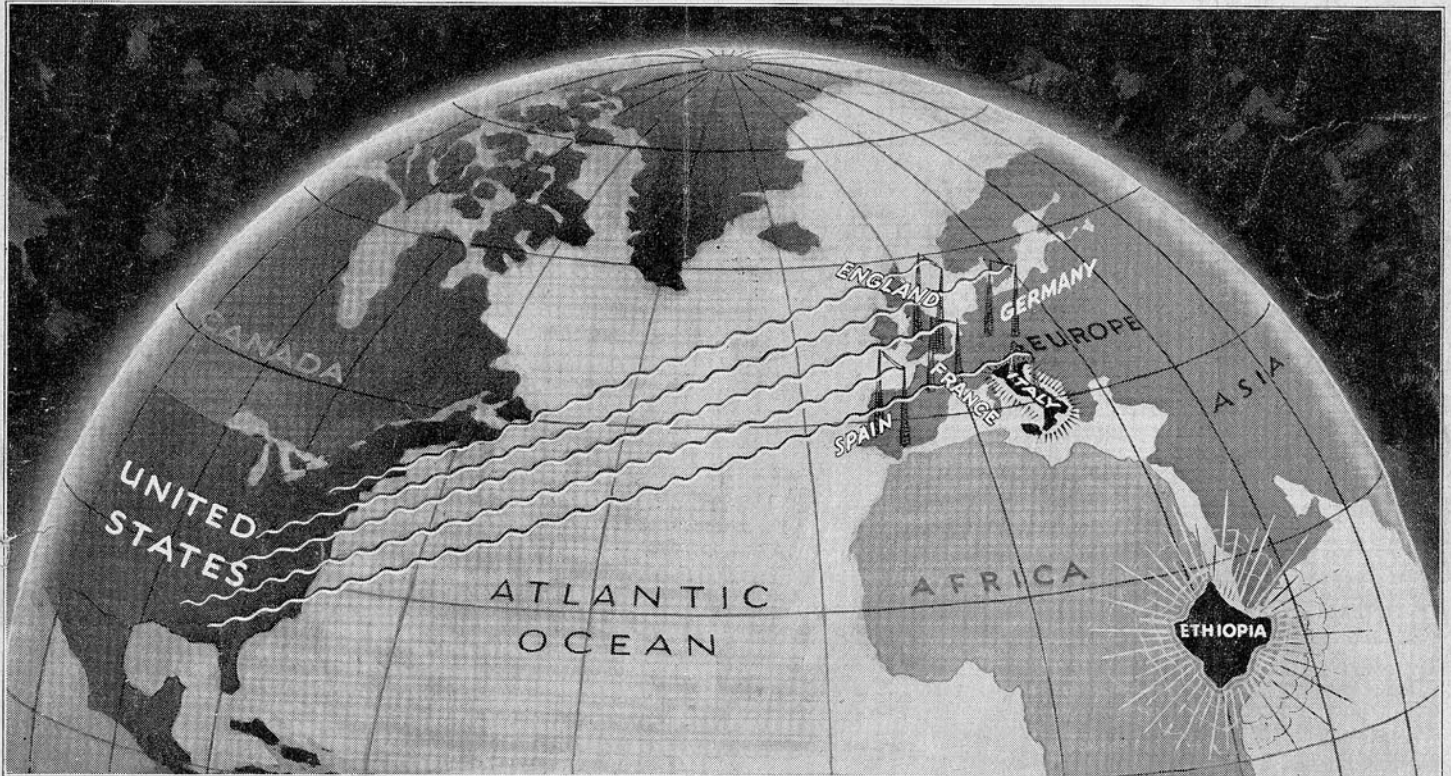 ENGLAND
GERMANY
CANADA
EUROPE
FRANCE
ITALY
ASIA
SPAIN
UNITED
STATES
ATLANTIC
OCEAN
AFRICA
ETHIOPIA